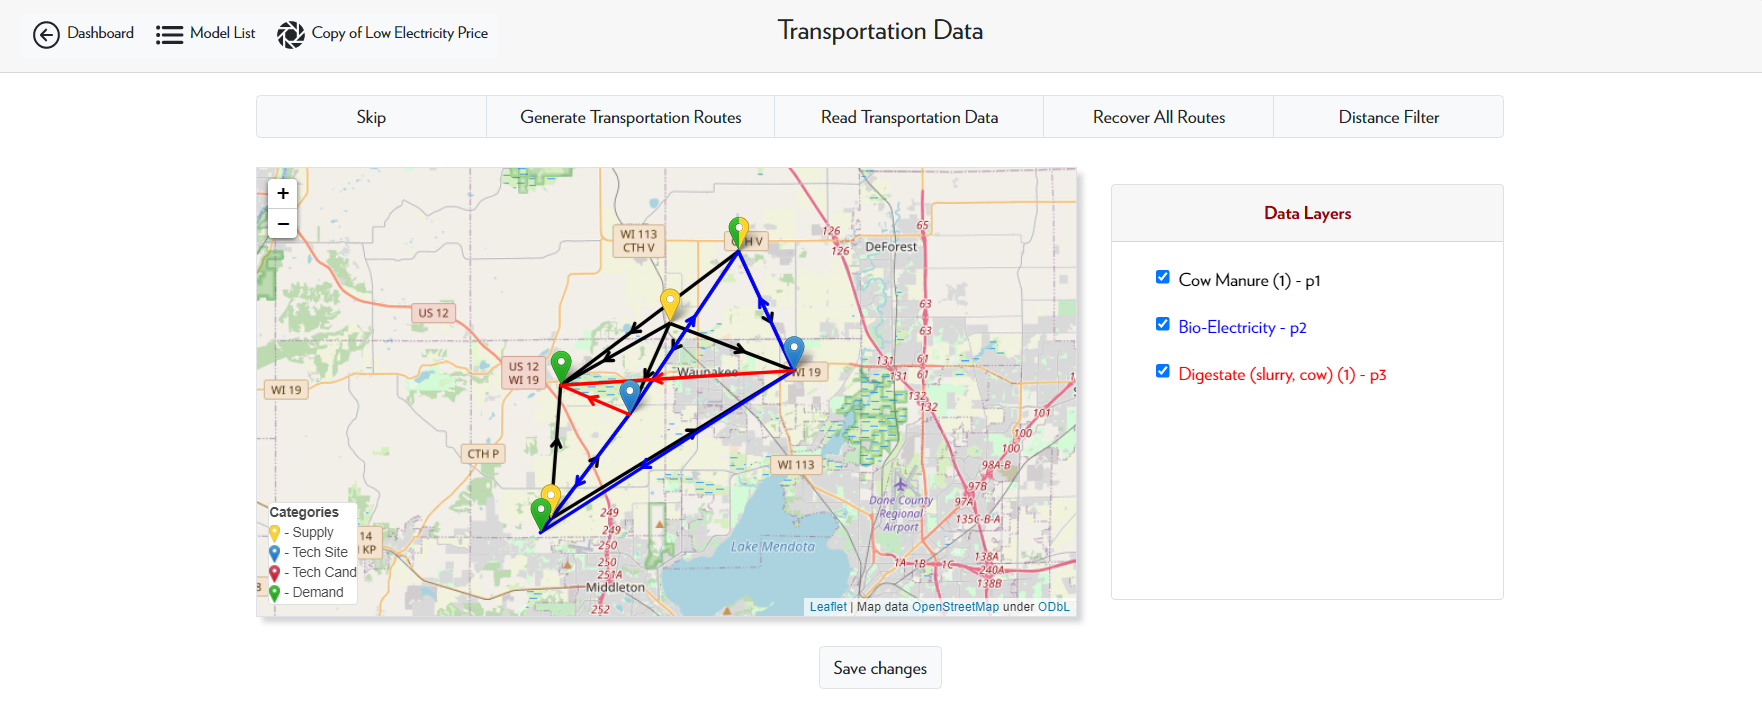 Dashboard
Model List
Copy of Low Electricity Price
Transportation Data
Skip
Generate Transportation Routes
Read Transportation Data
Recover All Routes
Distance Filter
+
−
WI 113
CTH V
126
126
65
DeForest
US 12
63
63
US 12
WI 19
Waunakee
WI 19
131
131
61
61
132
132
WI 19
101
100
100
CTH P
WI 113
98A-B
97B
97A
135C-B-A
Dane County
Regional
Airport
249
249
250
250
251A
252
Lake Mendota
Middleton
138A
1A-1B
1C
240A
138B
14
KP
Categories
- Supply
- Tech Site
- Tech Cand
- Demand
Leaflet | Map data OpenStreetMap under ODbL
Data Layers
Cow Manure (1) - p1
Bio-Electricity - p2
Digestate (slurry, cow) (1) - p3
Save changes